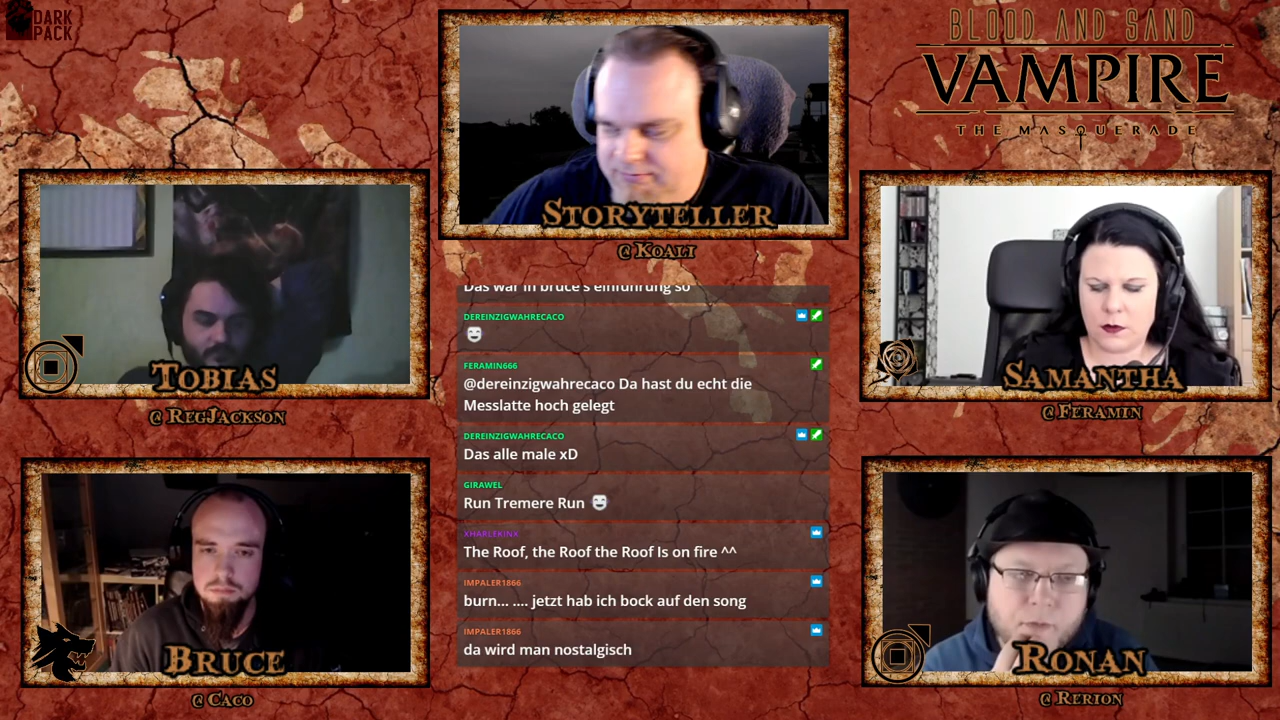 DARK
PACK
BLOOD AND SAND
VAMPIRE
THE MASQUERADE
STORYTELLER
@ KOALI
TOBIAS
@ REGJACKSON
SAMANTHA
@ FERAMIN
Das war in bruce's einführung so
DEREINZIGWAHRECACO
FERAMIN666
@dereinzigwahrecaco Da hast du echt die
Messlatte hoch gelegt
DEREINZIGWAHRECACO
Das alle male xD
GIRAWEL
Run Tremere Run
XHARLEKINX
The Roof, the Roof the Roof Is on fire ^^
IMPALER1866
burn... .... jetzt hab ich bock auf den song
IMPALER1866
da wird man nostalgisch
BRUCE
@ CACO
RONAN
@ RERION